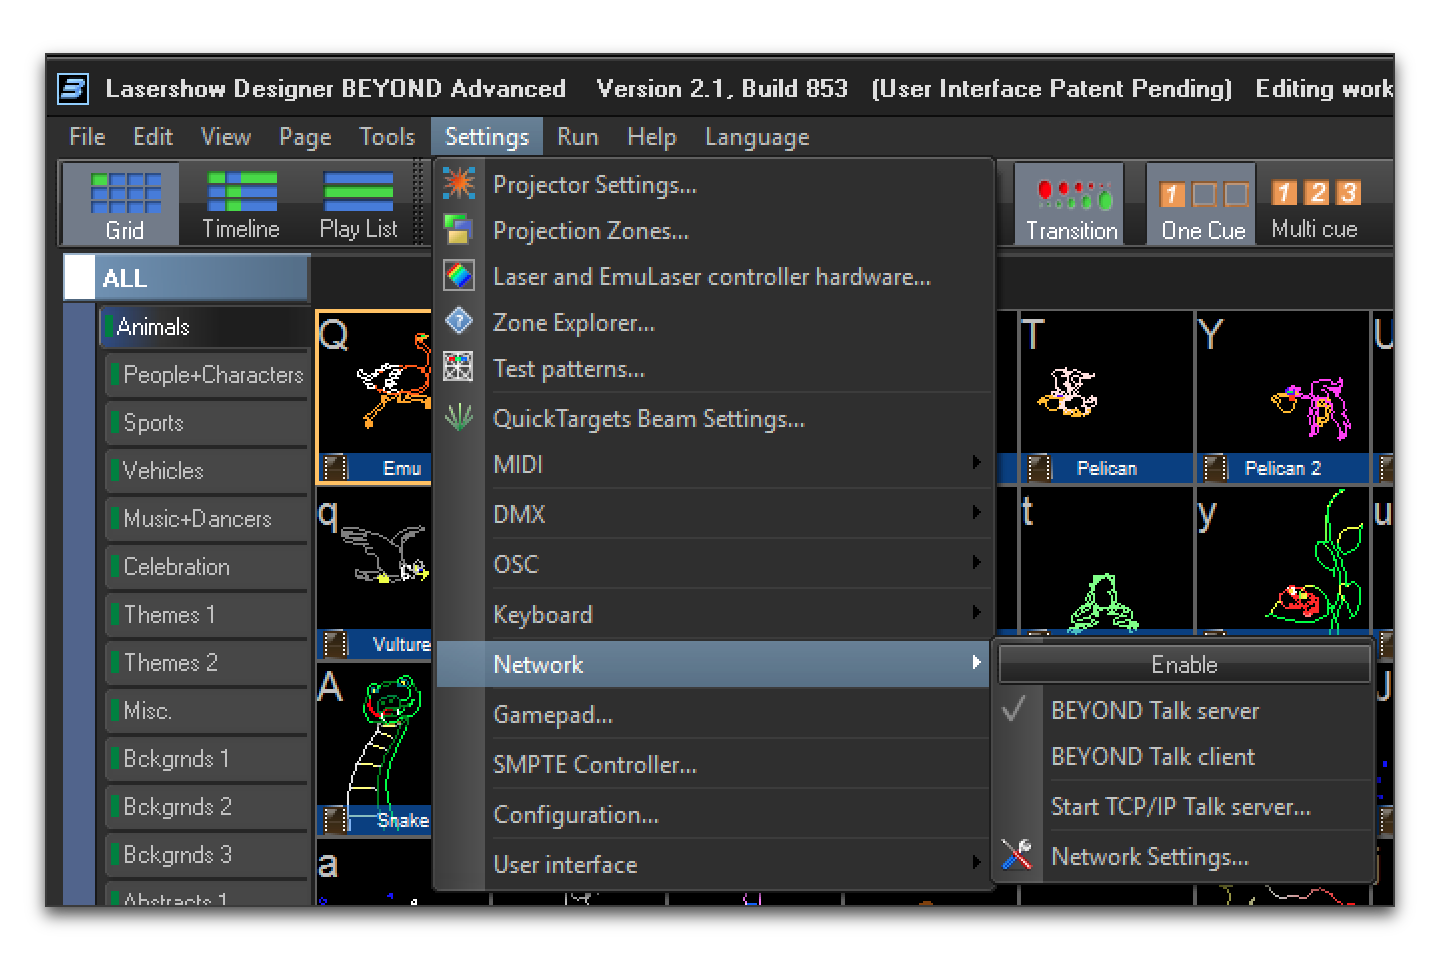 Lasershow Designer BEYOND Advanced Version 2.1, Build 853 (User Interface Patent Pending) Editing work
File Edit View Page Tools Settings Run Help Language
Grid Timeline Play List Transition One Cue Multi cue
1 1 2 3
Projector Settings...
Projection Zones...
Laser and EmuLaser controller hardware...
Zone Explorer...
Test patterns...
QuickTargets Beam Settings...
MIDI
DMX
OSC
Keyboard
Network
Gamepad...
SMPTE Controller...
Configuration...
User interface
Enable
BEYOND Talk server
BEYOND Talk client
Start TCP/IP Talk server...
Network Settings...
ALL
Animals
People+Characters
Sports
Vehicles
Music+Dancers
Celebration
Themes 1
Themes 2
Misc.
Bckgrnds 1
Bckgrnds 2
Bckgrnds 3
Abstracts 1
Q T Y U
Emu Pelican Pelican 2
q t y u
Vulture
A J
Snake
a j